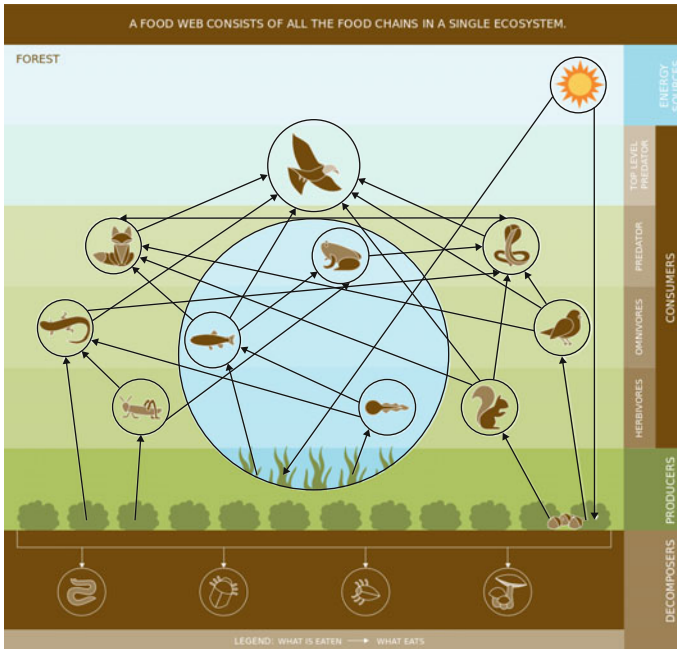 A FOOD WEB CONSISTS OF ALL THE FOOD CHAINS IN A SINGLE ECOSYSTEM.
FOREST
ENERGY
SOURCES
TOP LEVEL
PREDATOR
PREDATOR
OMNIVORES
HERBIVORES
CONSUMERS
PRODUCERS
DECOMPOSERS
LEGEND: WHAT IS EATEN → WHAT EATS